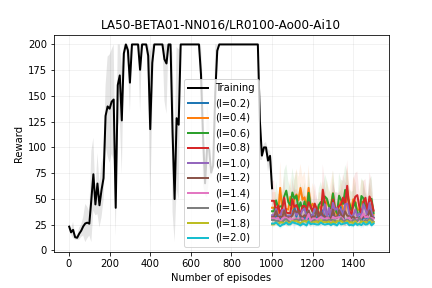 LA50-BETA01-NN016/LR0100-Ao00-Ai10
Reward
200
175
150
125
100
75
50
25
0
Training
(l=0.2)
(l=0.4)
(l=0.6)
(l=0.8)
(l=1.0)
(l=1.2)
(l=1.4)
(l=1.6)
(l=1.8)
(l=2.0)
0 200 400 600 800 1000 1200 1400
Number of episodes